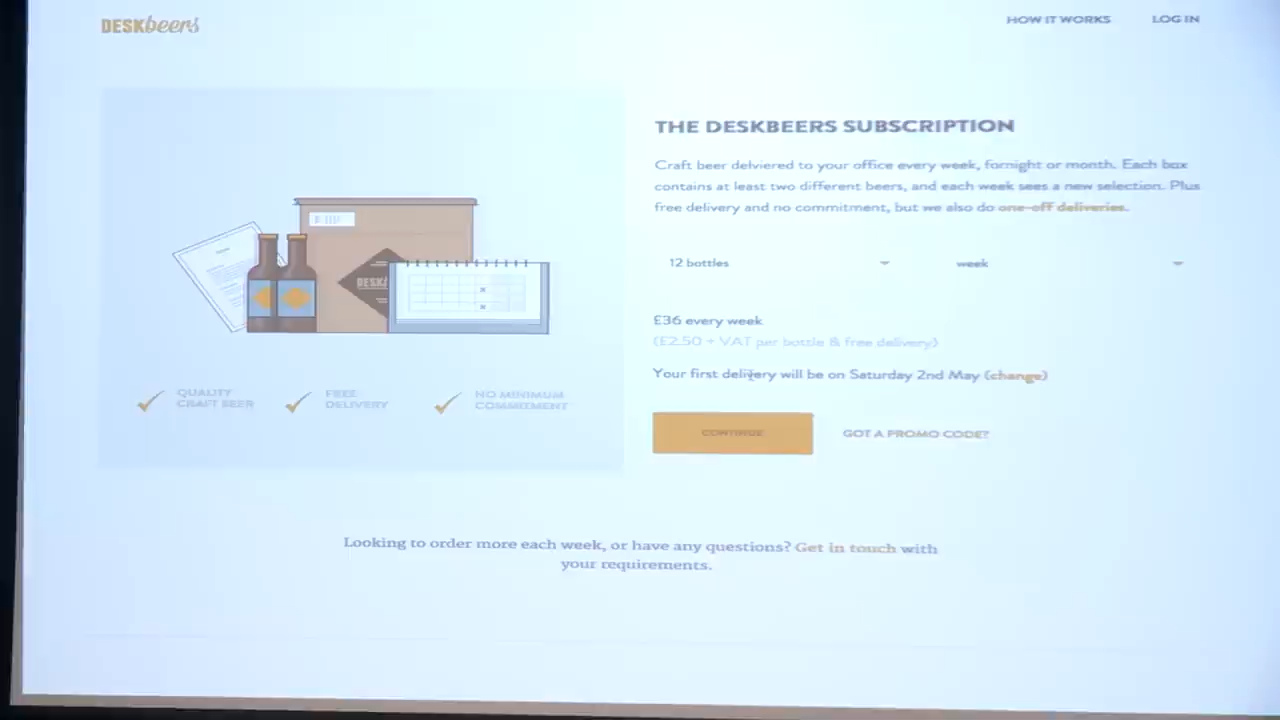 DESKbeers
HOW IT WORKS
LOG IN
THE DESKBEERS SUBSCRIPTION
Craft beer delviered to your office every week, fornight or month. Each box
contains at least two different beers, and each week sees a new selection. Plus
free delivery and no commitment, but we also do one-off deliveries.
12 bottles
week
£36 every week
(£2.50 + VAT per bottle & free delivery)
Your first delivery will be on Saturday 2nd May (change)
CONTINUE
GOT A PROMO CODE?
DESK
QUALITY
CRAFT BEER
FREE
DELIVERY
NO MINIMUM
COMMITMENT
Looking to order more each week, or have any questions? Get in touch with
your requirements.